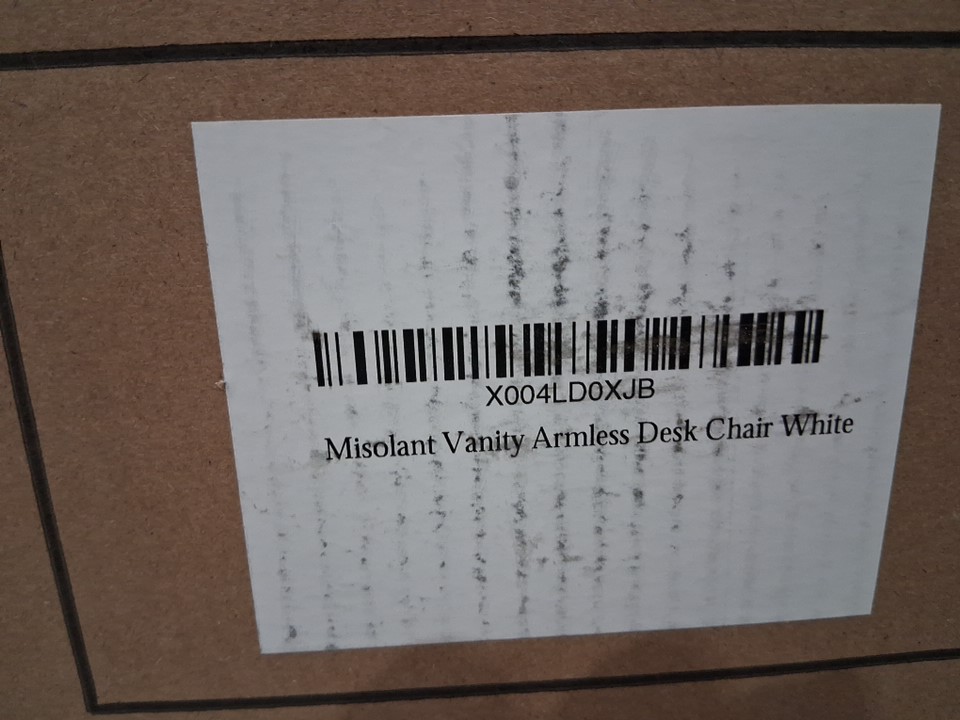 X004LD0XJB
Misolant Vanity Armless Desk Chair White